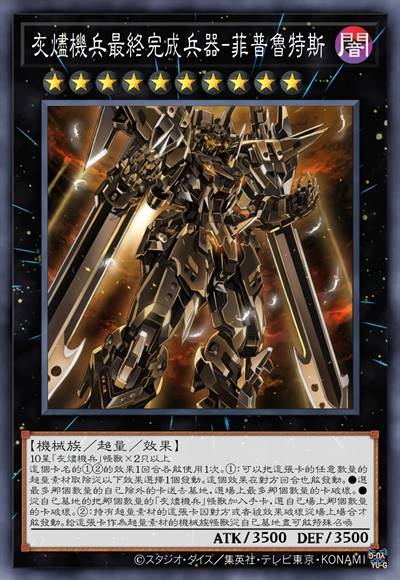 灰燼機兵最終完成兵器-菲普魯特斯 闇
【機械族/超量/效果】
10星「灰燼機兵」怪獸×2只以上
這個卡名的①②的效果1回合各能使用1次。①:可以把這張卡的任意數量的
超量素材取除從以下效果選擇1個發動。這個效果在對方回合也能發動。●選
最多那個數量的自己除外的卡送去墓地,選場上最多那個數量的卡破壞。●
從自己墓地的把那個數量的「灰燼機兵」怪獸加入手卡,選自己場上那個數量的
卡破壞。②:持有超量素材的這張卡因對方或者被效果破壞從場上離場的場合才
能發動。給這張卡作為超量素材的機械族怪獸從自己墓地盡可能特殊召喚
ATK/3500 DEF/3500
©スタジオ・ダイス/集英社・テレビ東京・KONAMI